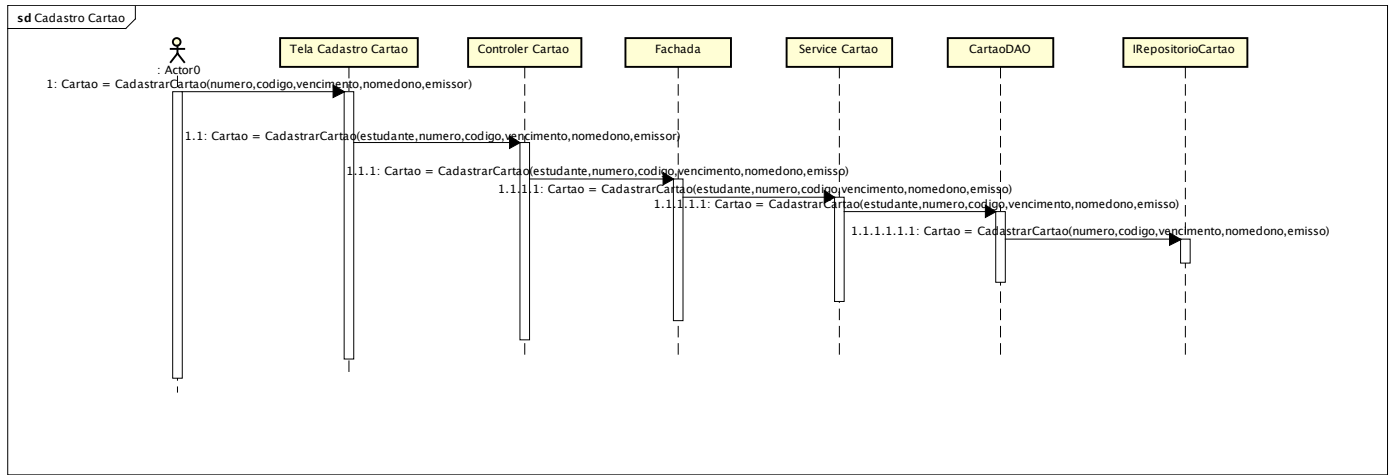 sd Cadastro Cartao
: Actor0
Tela Cadastro Cartao
Controler Cartao
Fachada
Service Cartao
CartaoDAO
IRepositorioCartao
1: Cartao = CadastrarCartao(numero,codigo,vencimento,nomedono,emissor)
1.1: Cartao = CadastrarCartao(estudante,numero,codigo,vencimento,nomedono,emissor)
1.1.1: Cartao = CadastrarCartao(estudante,numero,codigo,vencimento,nomedono,emisso)
1.1.1.1: Cartao = CadastrarCartao(estudante,numero,codigo,vencimento,nomedono,emisso)
1.1.1.1.1: Cartao = CadastrarCartao(estudante,numero,codigo,vencimento,nomedono,emisso)
1.1.1.1.1.1: Cartao = CadastrarCartao(numero,codigo,vencimento,nomedono,emisso)